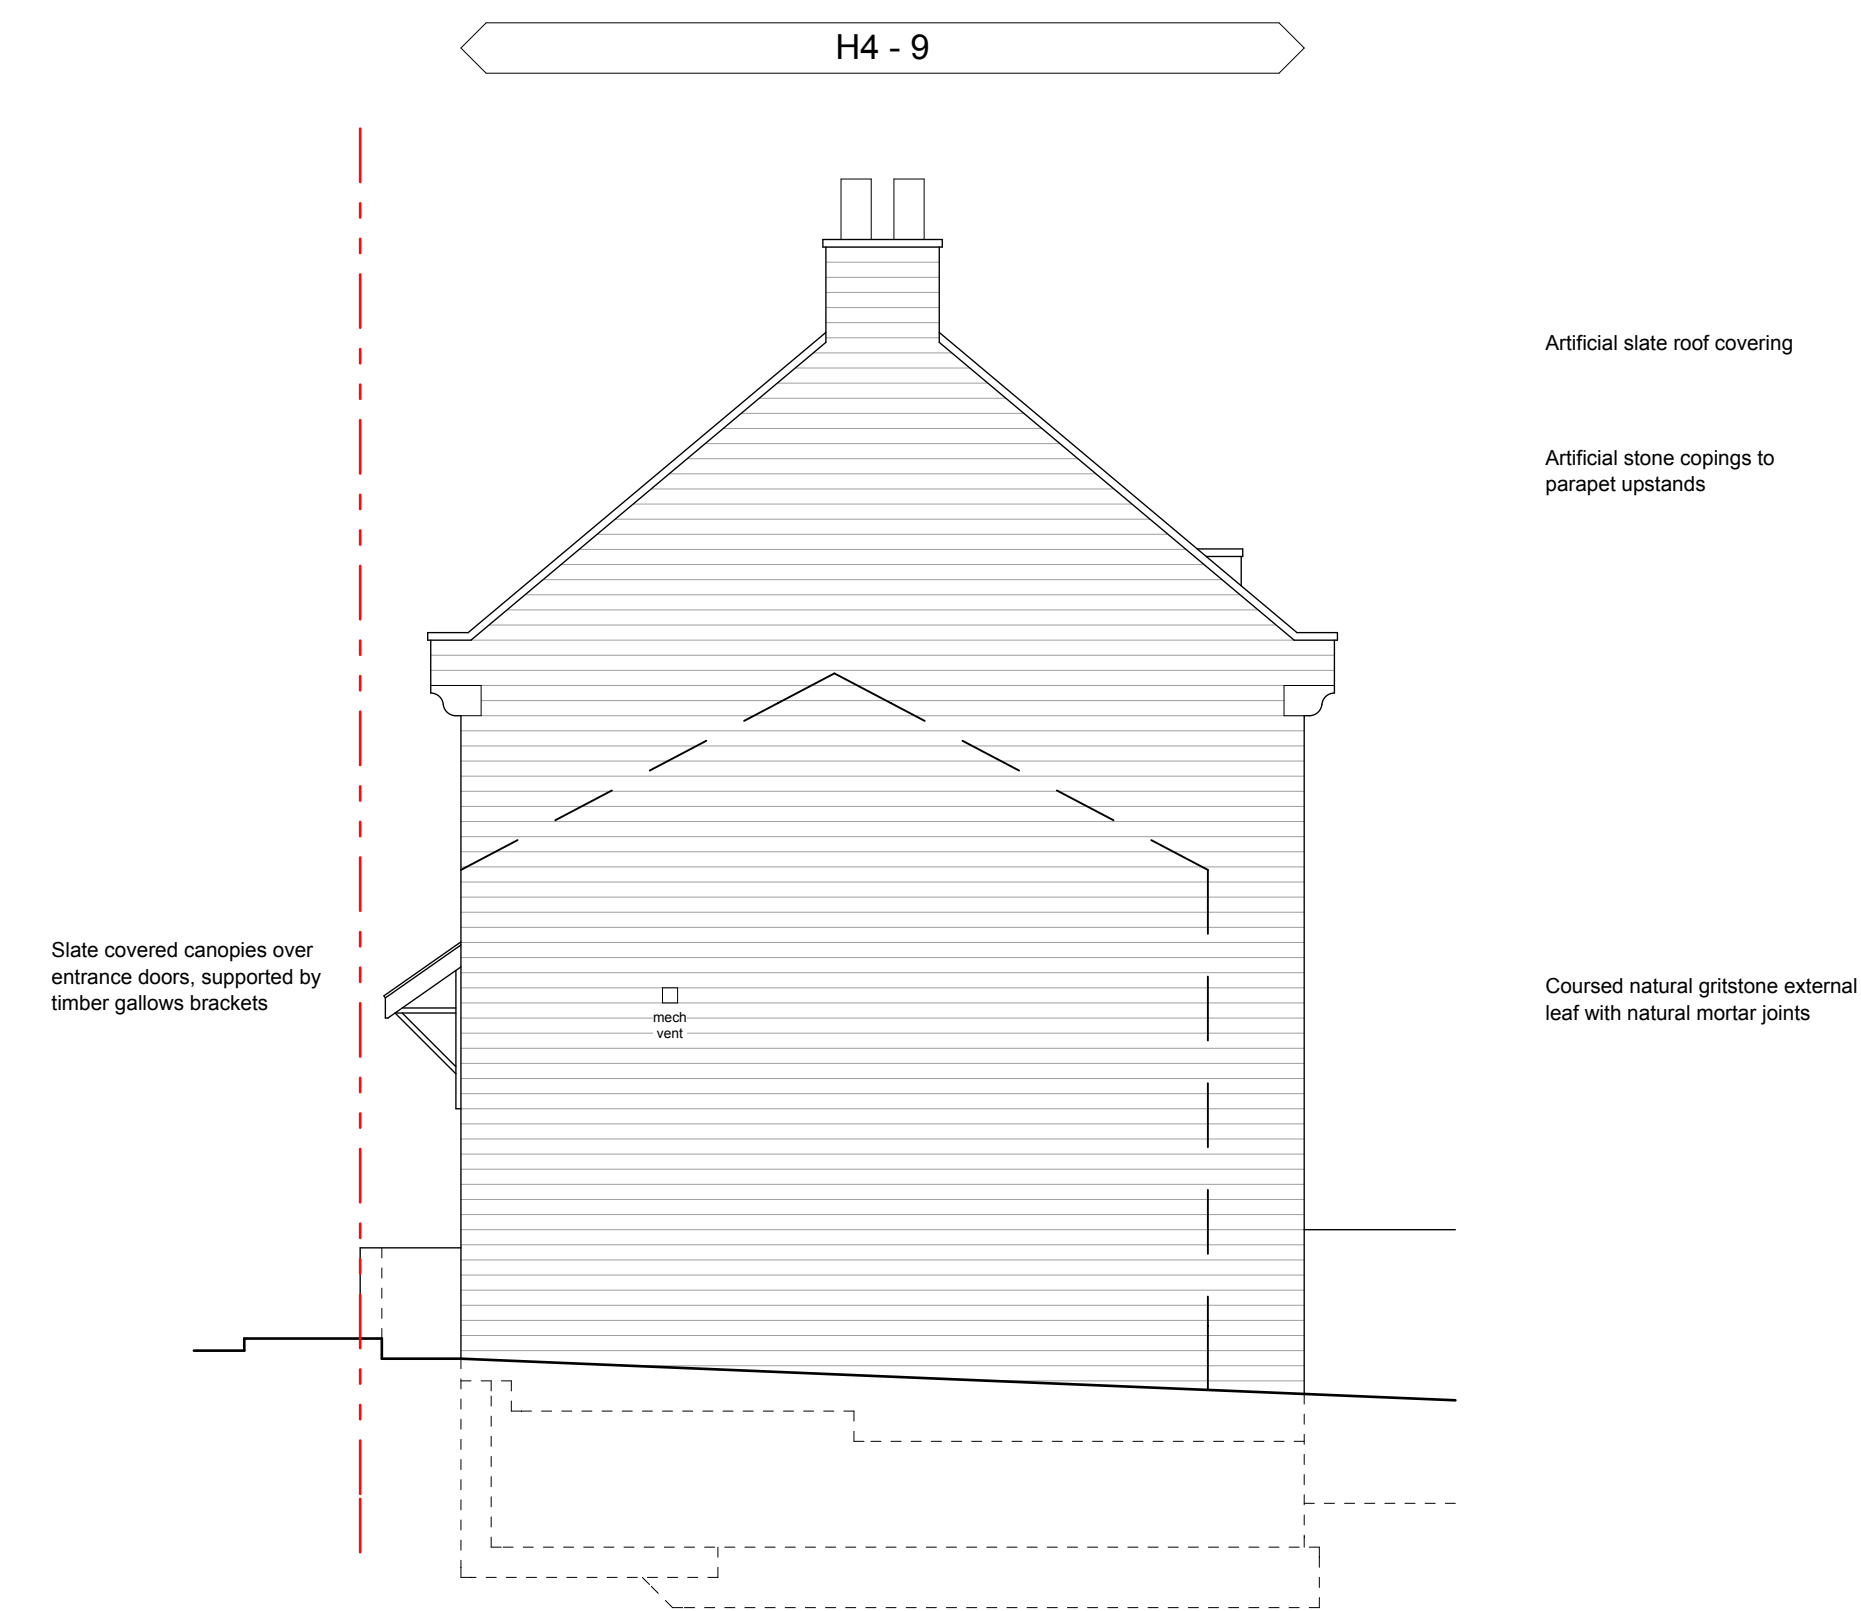 H4 - 9
Artificial slate roof covering
Artificial stone copings to
parapet upstands
Slate covered canopies over
entrance doors, supported by
timber gallows brackets
mech
vent
Coursed natural gritstone external
leaf with natural mortar joints